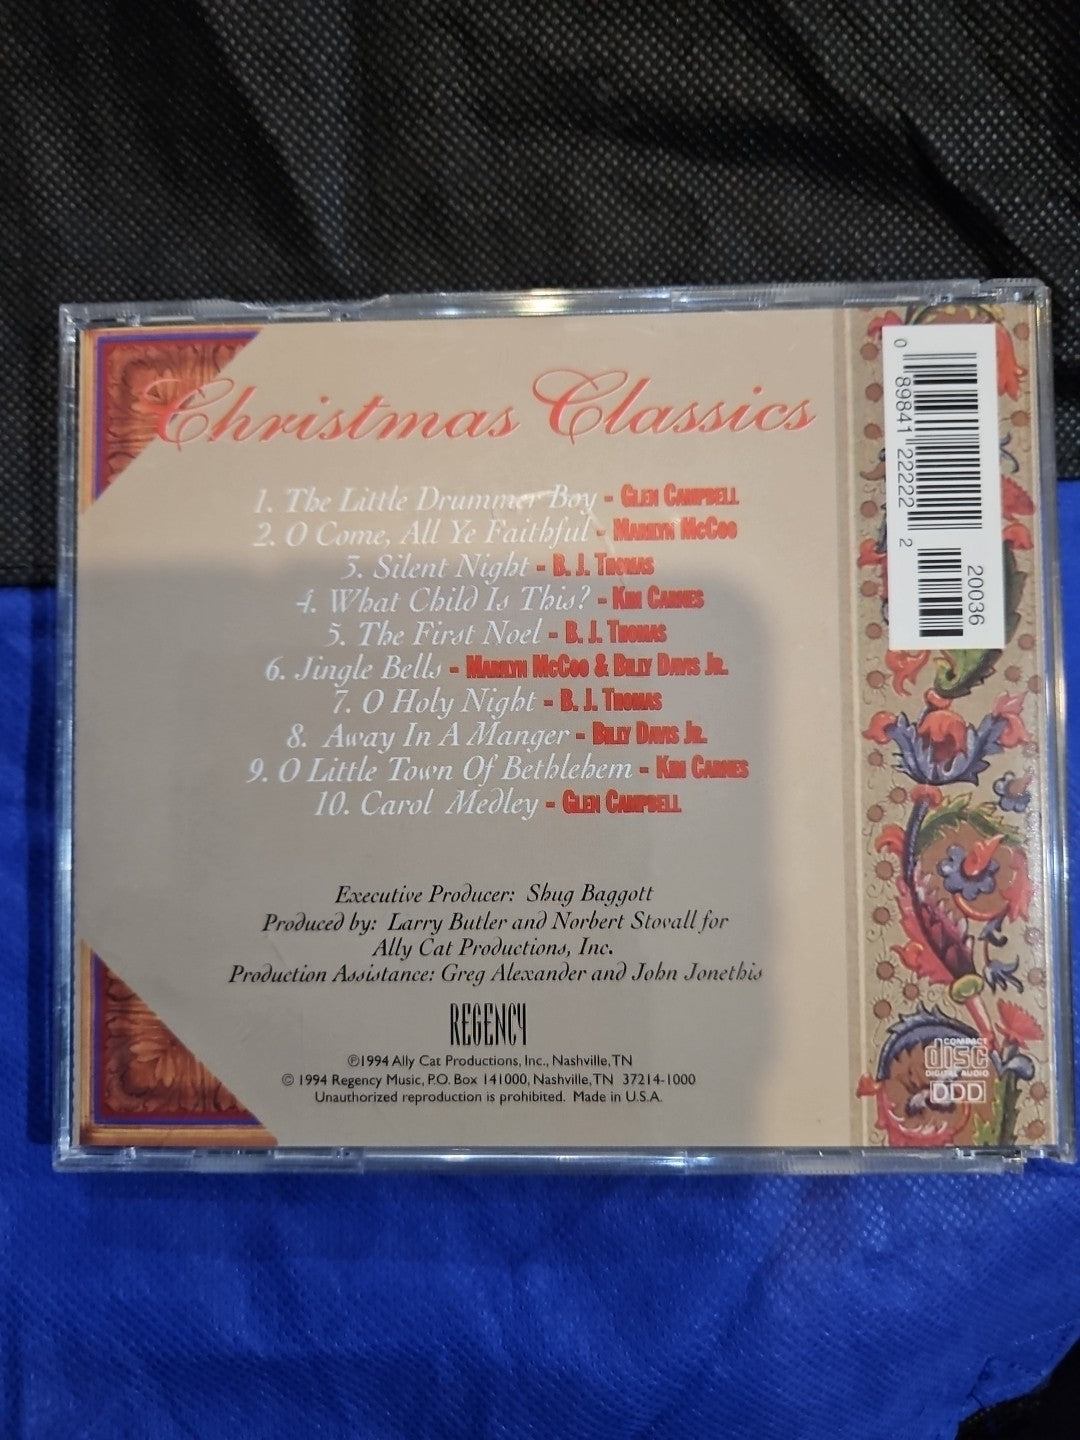 Christmas Classics
1. The Little Drummer Boy - Glen Campbell
2. O Come, All Ye Faithful - Marilyn McCoo
3. Silent Night - B. J. Thomas
4. What Child Is This? - Kim Carnes
5. The First Noel - B. J. Thomas
6. Jingle Bells - Marilyn McCoo & Billy Davis Jr.
7. O Holy Night - B. J. Thomas
8. Away In A Manger - Billy Davis Jr.
9. O Little Town Of Bethlehem - Kim Carnes
10. Carol Medley - Glen Campbell
Executive Producer: Shug Baggott
Produced by: Larry Butler and Norbert Stovall for
Ally Cat Productions, Inc.
Production Assistance: Greg Alexander and John Jonethis
REGENCY
℗1994 Ally Cat Productions, Inc., Nashville, TN
© 1994 Regency Music, P.O. Box 141000, Nashville, TN 37214-1000
Unauthorized reproduction is prohibited. Made in U.S.A.
0 89841 22222 2
20036
COMPACT
disc
DIGITAL AUDIO
DDD